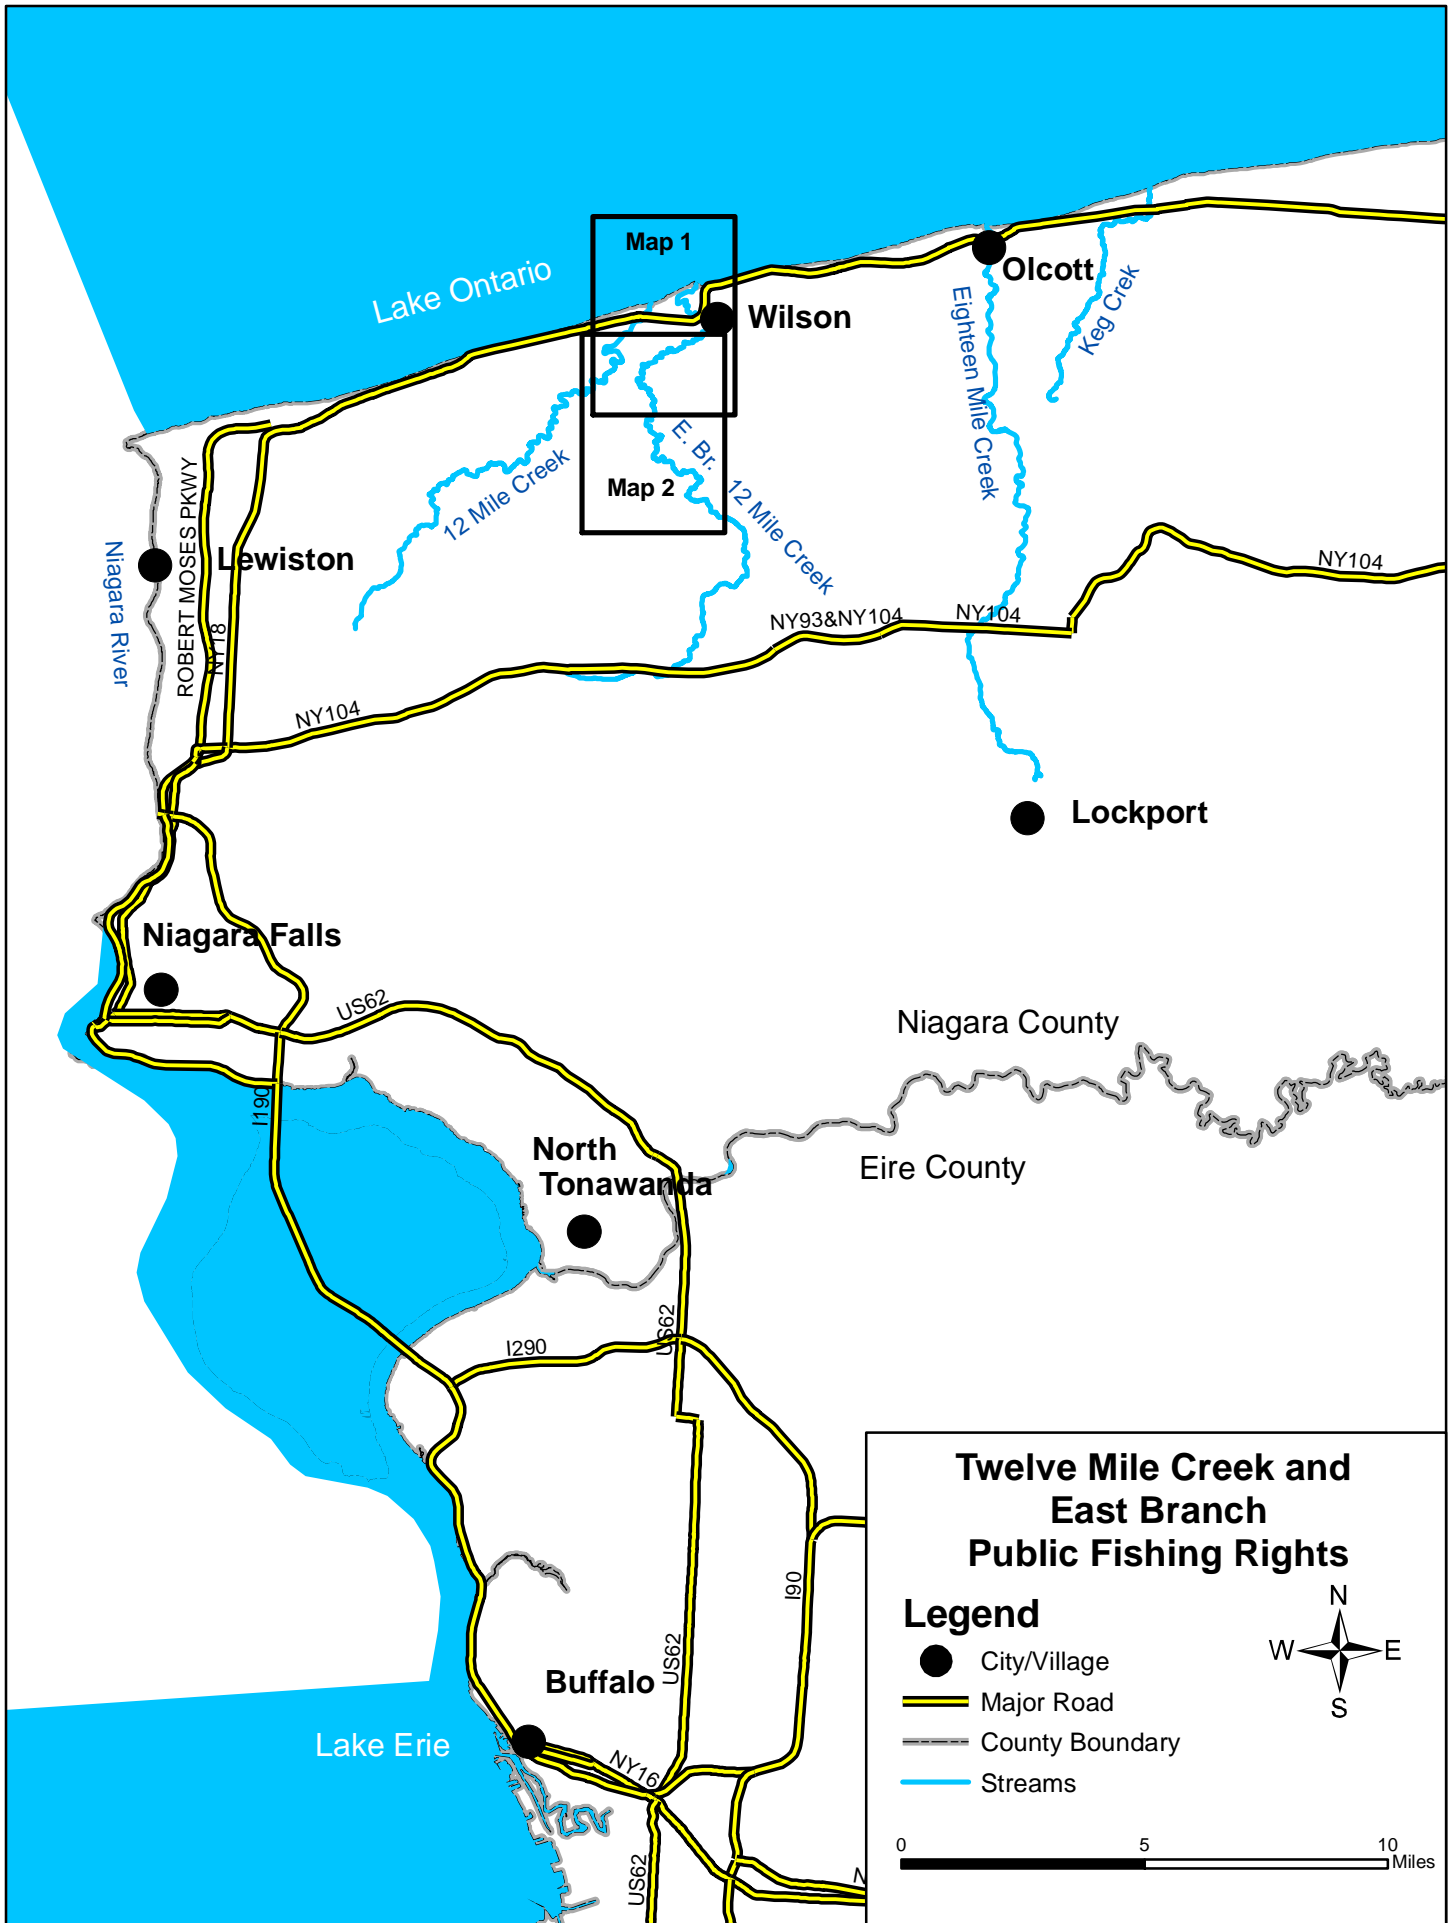 Map 1
Lake Ontario
Olcott
Wilson
Keg Crek
Eighteen Mile Creek
E. Br. 12 Mile Creek
12 Mile Creek
Map 2
ROBERT MOSES PKWY
Lewiston
Niagara River
NY18
NY104
NY93&NY104
NY104
NY104
Lockport
Niagara Falls
US62
Niagara County
I190
North
Tonawanda
Eire County
US62
I290
I90
US62
Buffalo
Lake Erie
NY16
US62
N
Twelve Mile Creek and
East Branch
Public Fishing Rights
Legend
City/Village
Major Road
County Boundary
Streams
N
W E
S
0 5 10
Miles